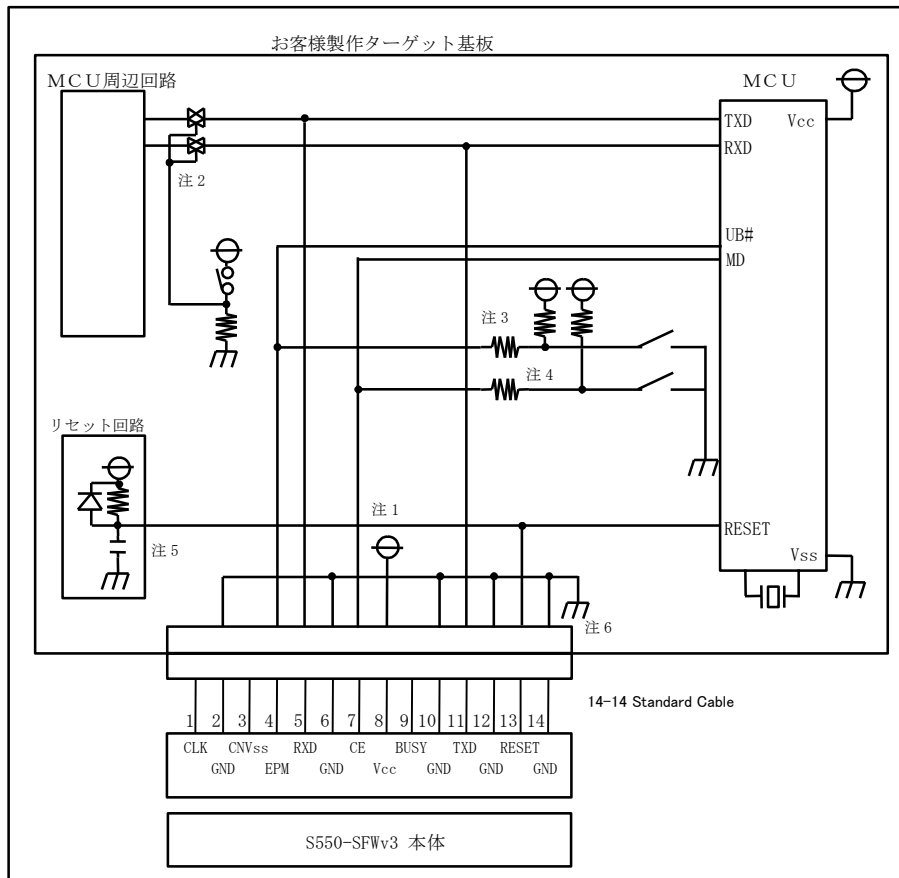 お客様製作ターゲット基板
MCU周辺回路
MCU
TXD
Vcc
RXD
注2
UB#
MD
注3
注4
リセット回路
注1
RESET
注5
Vss
注6
14-14 Standard Cable
1 2 3 4 5 6 7 8 9 10 11 12 13 14
CLK CNVss RXD CE BUSY TXD RESET
GND EPM GND Vcc GND GND GND
S550-SFWv3 本体